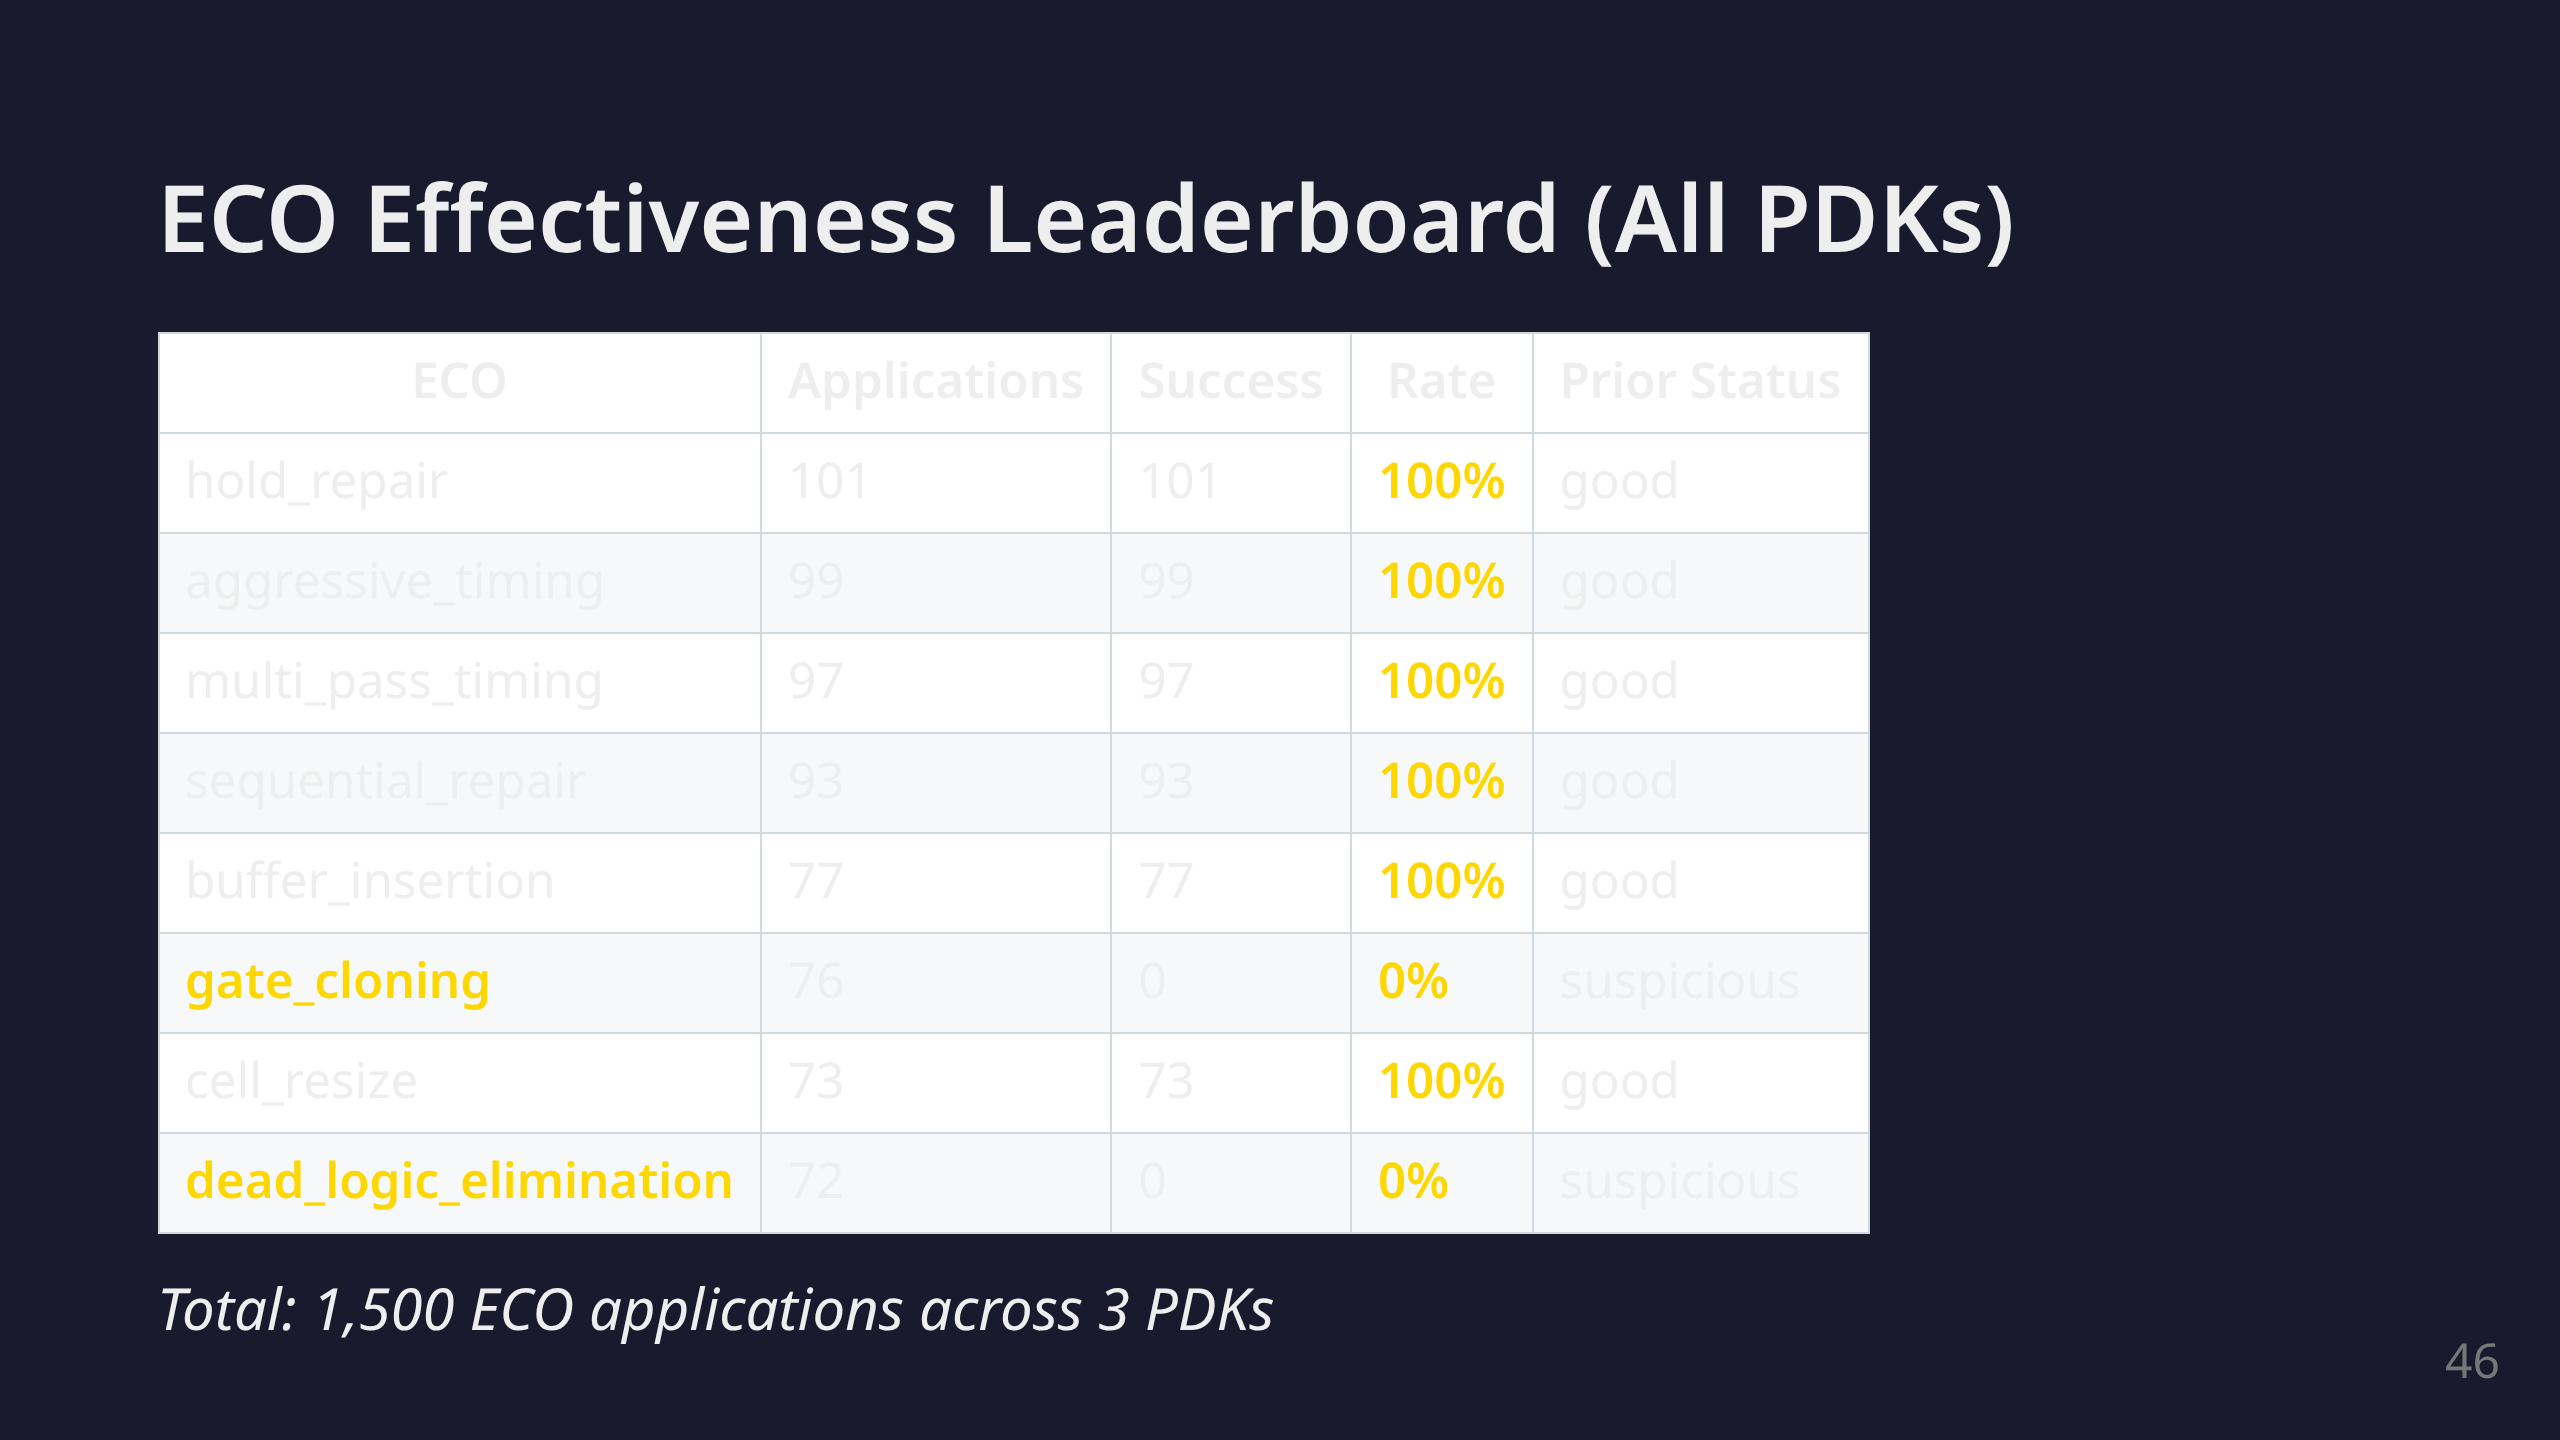 ECO Effectiveness Leaderboard (All PDKs)
ECO Applications Success Rate Prior Status
hold_repair 101 101 100% good
aggressive_timing 99 99 100% good
multi_pass_timing 97 97 100% good
sequential_repair 93 93 100% good
buffer_insertion 77 77 100% good
gate_cloning 76 0 0% suspicious
cell_resize 73 73 100% good
dead_logic_elimination 72 0 0% suspicious
Total: 1,500 ECO applications across 3 PDKs
46